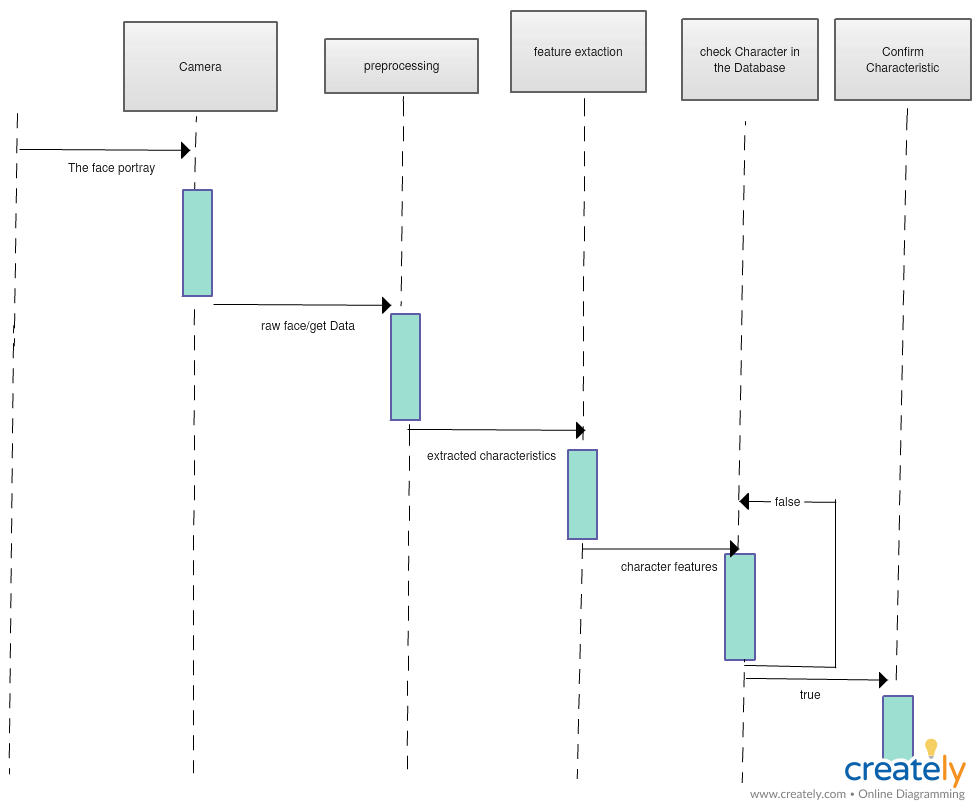 Camera
preprocessing
feature extaction
check Character in
the Database
Confirm
Characteristic
The face portray
raw face/get Data
extracted characteristics
false
character features
true
creately
www.creately.com • Online Diagramming